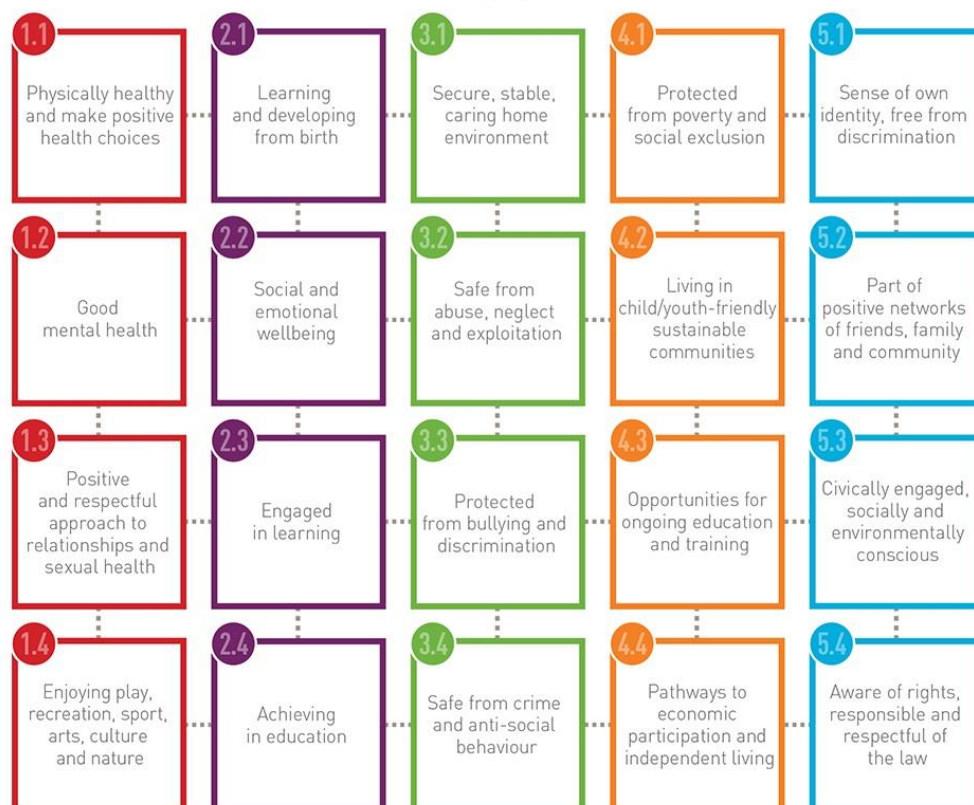 1.1
Physically healthy
and make positive
health choices
2.1
Learning
and developing
from birth
3.1
Secure, stable,
caring home
environment
4.1
Protected
from poverty and
social exclusion
5.1
Sense of own
identity, free from
discrimination
1.2
Good
mental health
2.2
Social and
emotional
wellbeing
3.2
Safe from
abuse, neglect
and exploitation
4.2
Living in
child/youth-friendly
sustainable
communities
5.2
Part of
positive networks
of friends, family
and community
1.3
Positive
and respectful
approach to
relationships and
sexual health
2.3
Engaged
in learning
3.3
Protected
from bullying and
discrimination
4.3
Opportunities for
ongoing education
and training
5.3
Civically engaged,
socially and
environmentally
conscious
1.4
Enjoying play,
recreation, sport,
arts, culture
and nature
2.4
Achieving
in education
3.4
Safe from crime
and anti-social
behaviour
4.4
Pathways to
economic
participation and
independent living
5.4
Aware of rights,
responsible and
respectful of
the law